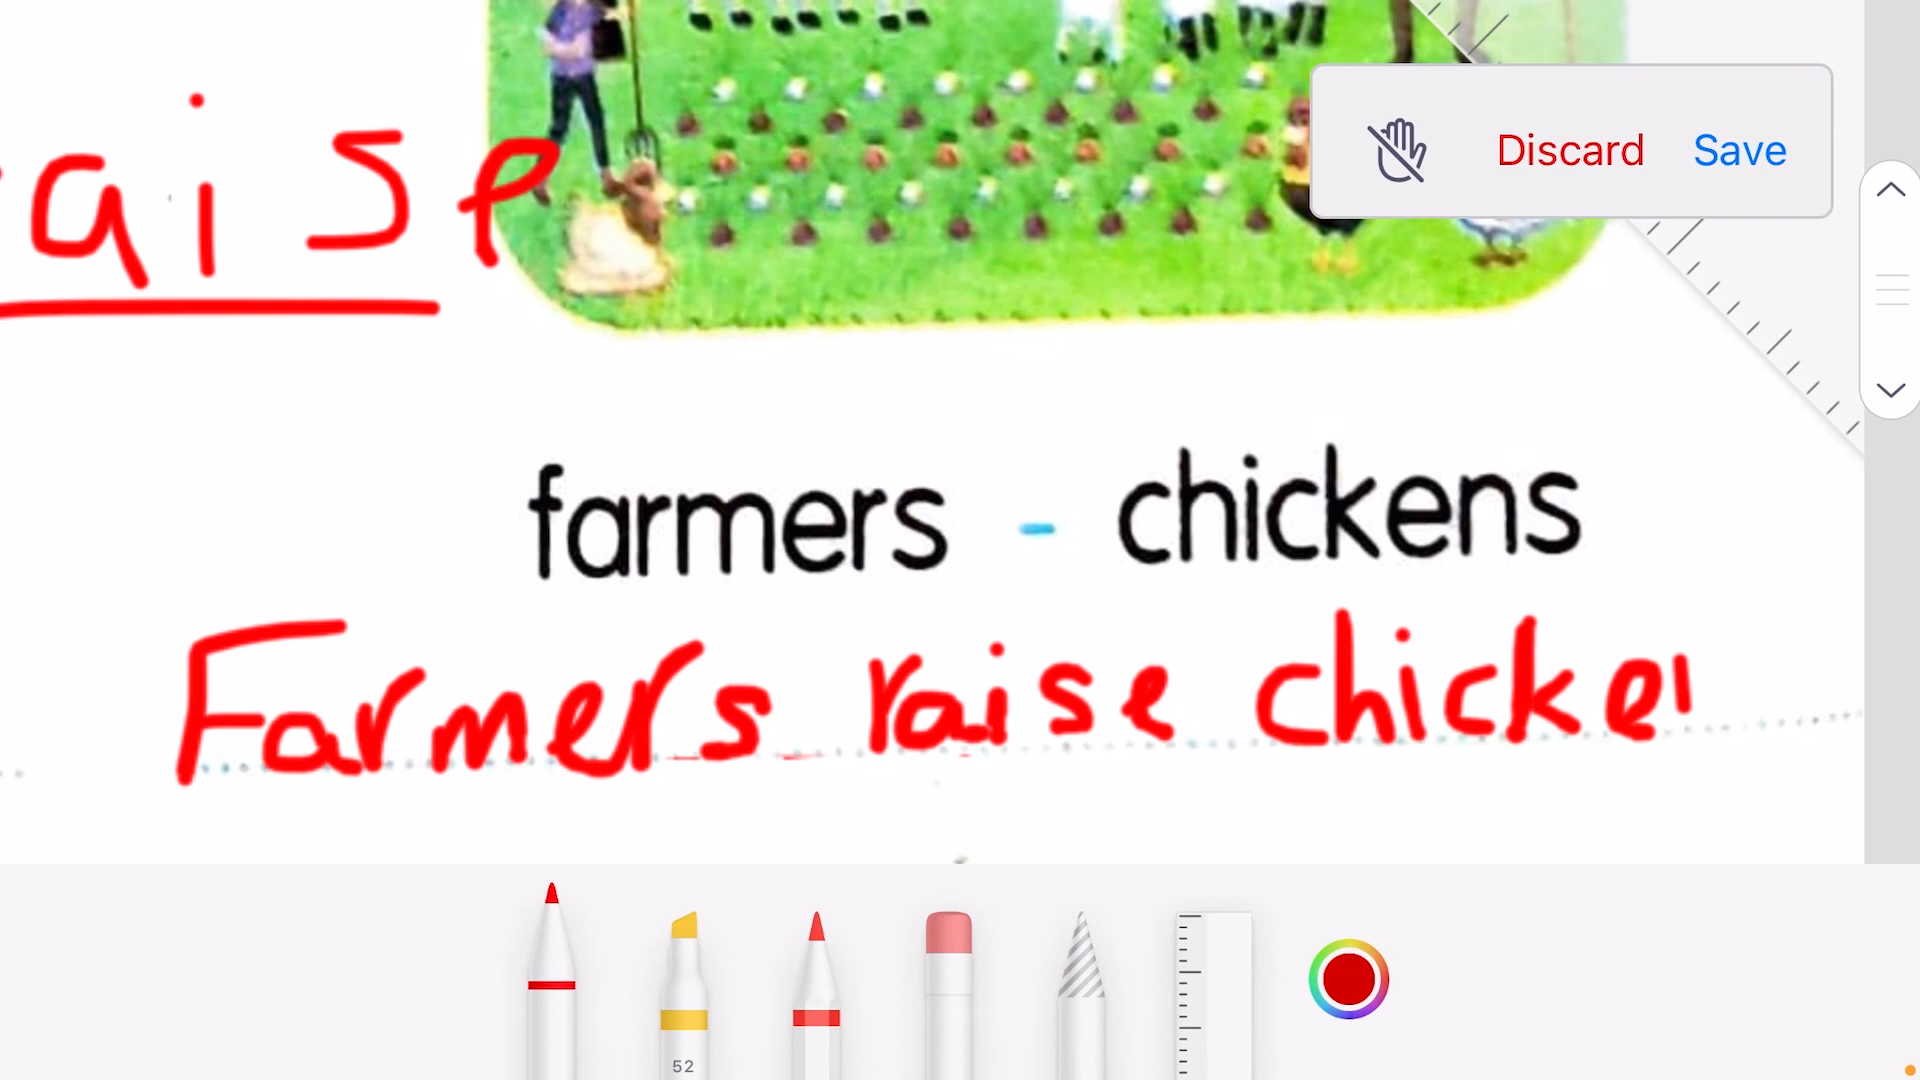 aise
Discard Save
farmers - chickens
Farmers raise chicke
52